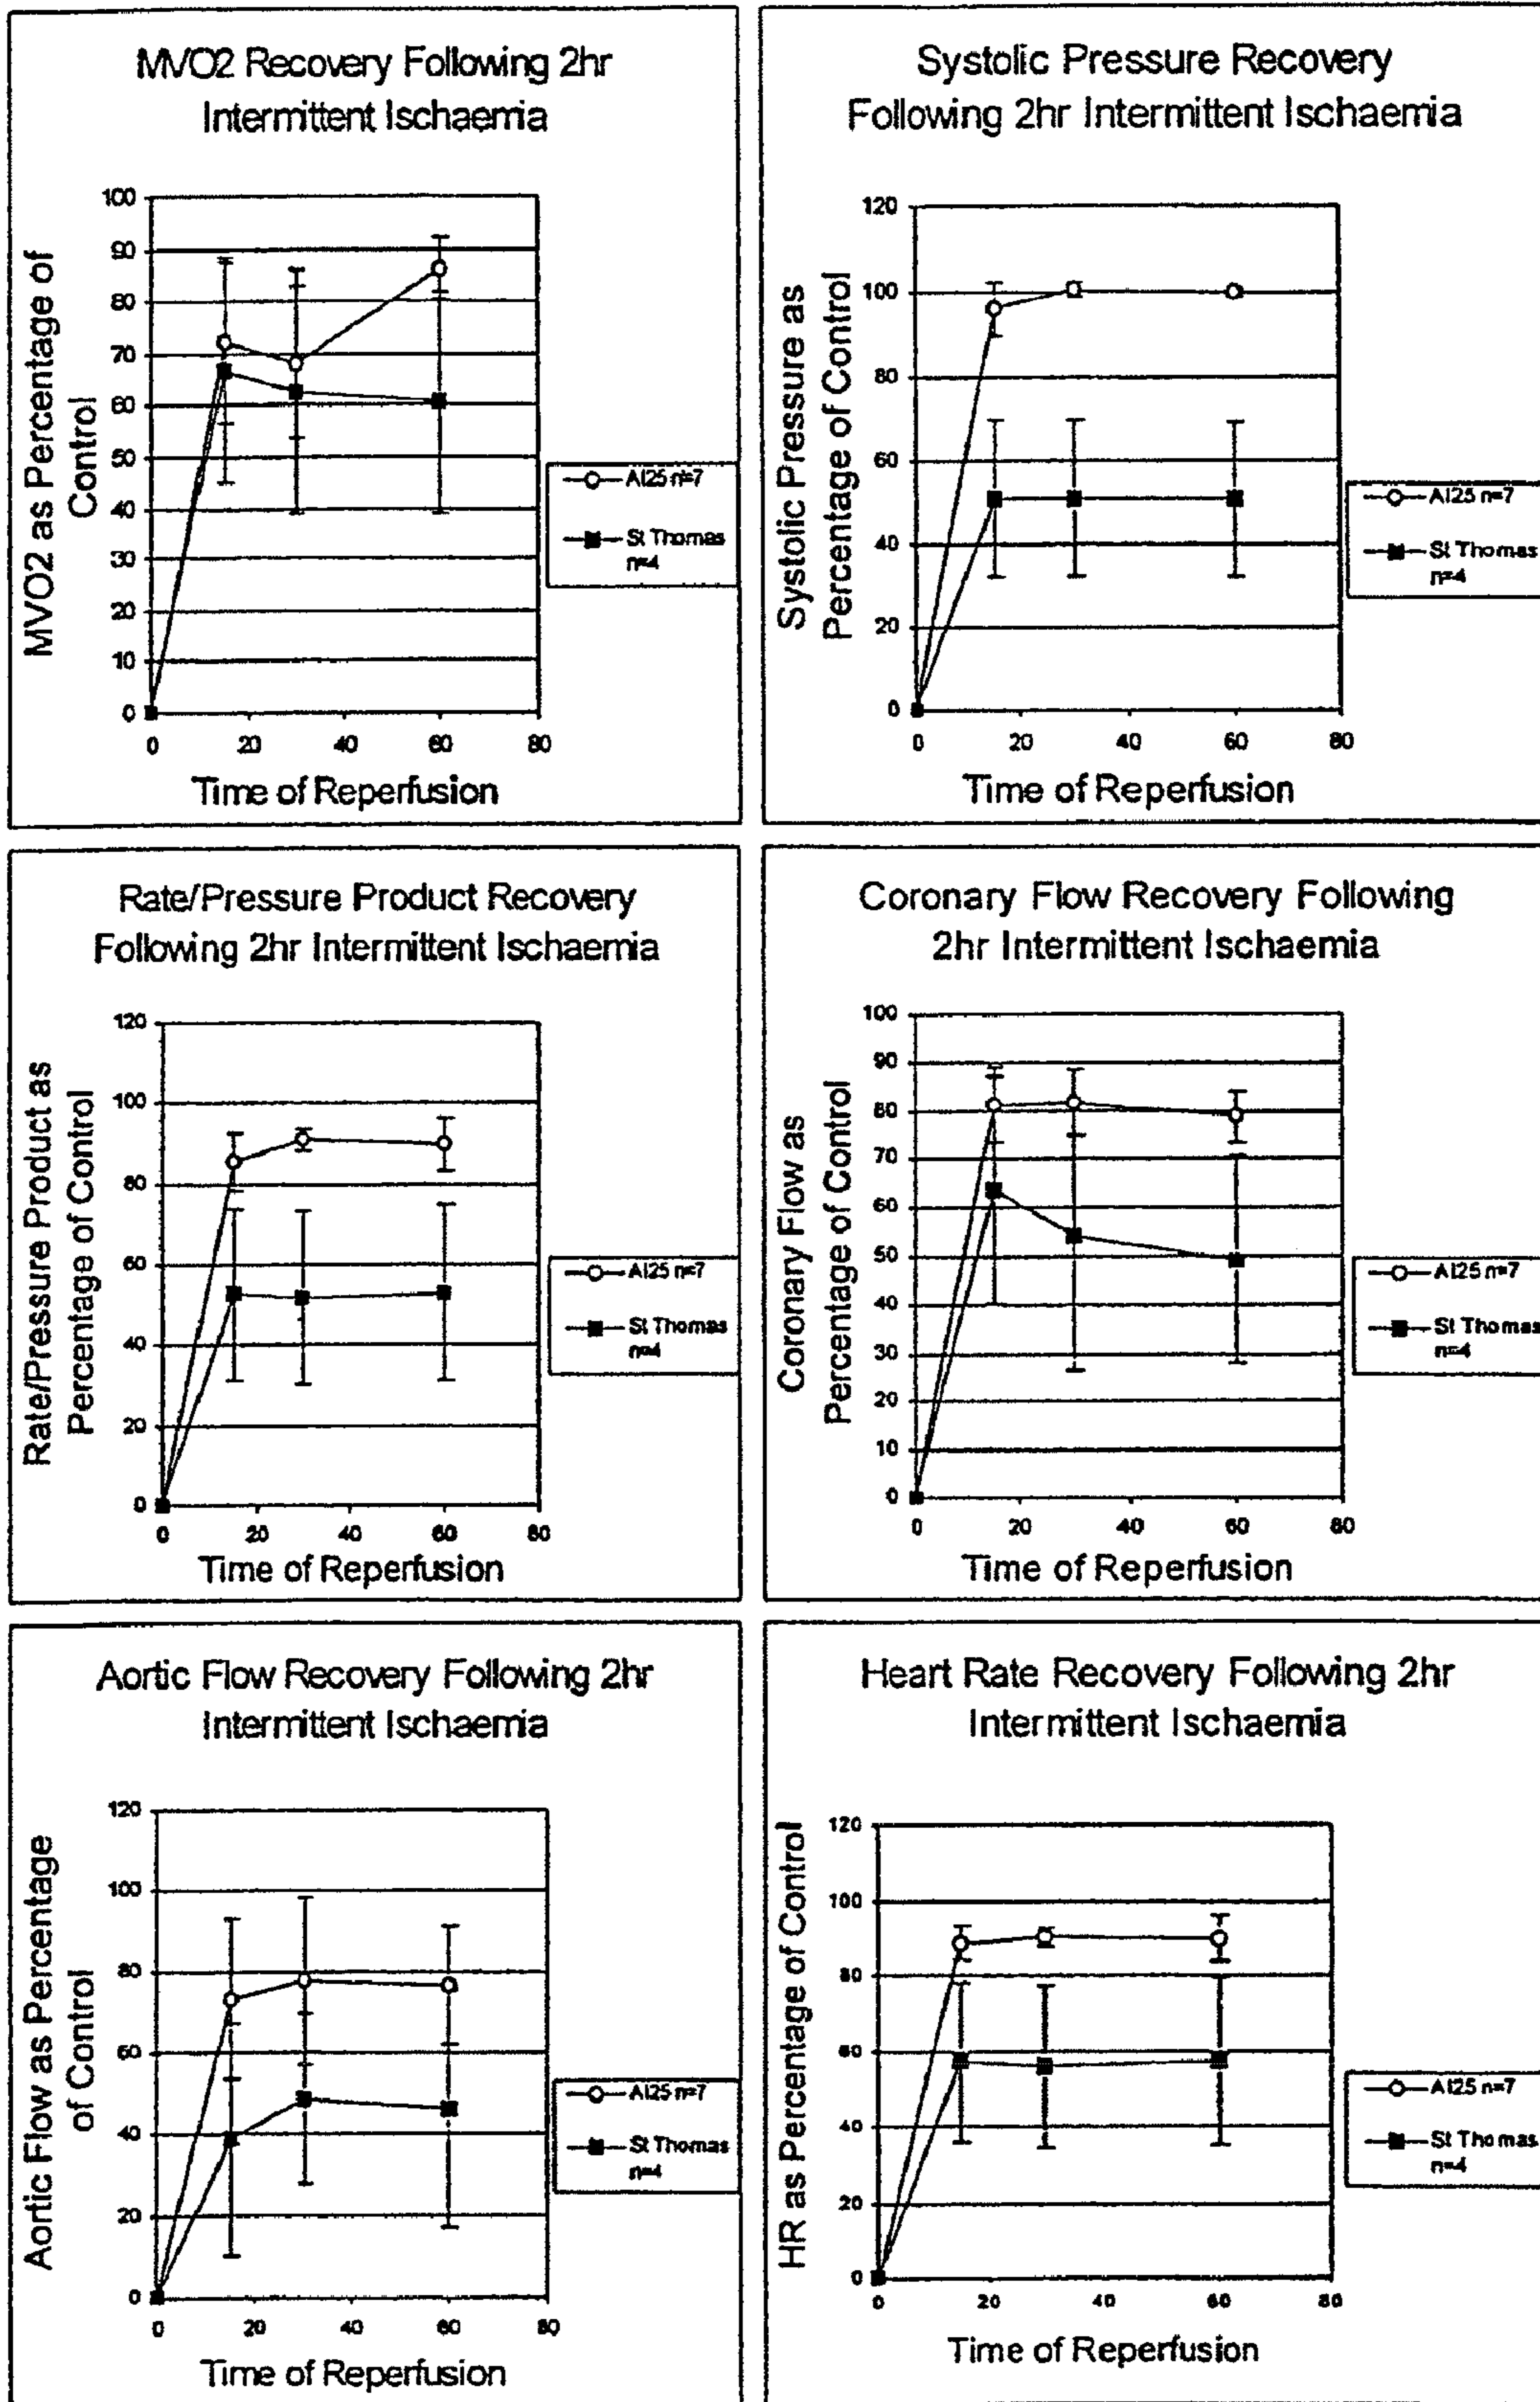 MVO2 Recovery Following 2hr
Intermittent Ischaemia
MVO2 as Percentage of
Control
100
90
80
70
60
50
40
30
20
10
0
0 20 40 60 80
Time of Reperfusion
AI25 n=7
St Thomas
n=4
Systolic Pressure Recovery
Following 2hr Intermittent Ischaemia
Systolic Pressure as
Percentage of Control
120
100
80
60
40
20
0
0 20 40 60 80
Time of Reperfusion
AI25 n=7
St Thomas
n=4
Rate/Pressure Product Recovery
Following 2hr Intermittent Ischaemia
Rate/Pressure Product as
Percentage of Control
120
100
80
60
40
20
0
0 20 40 60 80
Time of Reperfusion
AI25 n=7
St Thomas
n=4
Coronary Flow Recovery Following
2hr Intermittent Ischaemia
Coronary Flow as
Percentage of Control
100
90
80
70
60
50
40
30
20
10
0
0 20 40 60 80
Time of Reperfusion
AI25 n=7
St Thomas
n=4
Aortic Flow Recovery Following 2hr
Intermittent Ischaemia
Aortic Flow as Percentage
of Control
120
100
80
60
40
20
0
0 20 40 60 80
Time of Reperfusion
AI25 n=7
St Thomas
n=4
Heart Rate Recovery Following 2hr
Intermittent Ischaemia
HR as Percentage of Control
120
100
80
60
40
20
0
0 20 40 60 80
Time of Reperfusion
AI25 n=7
St Thomas
n=4